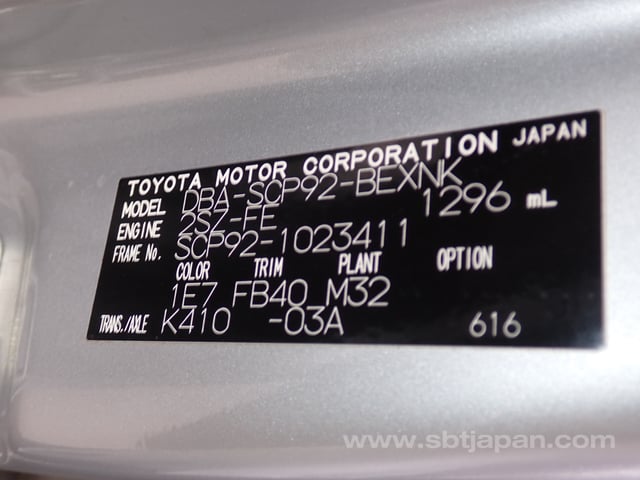 TOYOTA MOTOR CORPORATION JAPAN
MODEL DBA-SCP92-BEXNK
ENGINE 2SZ-FE 1296 mL
FRAME No. SCP92-1023411
COLOR TRIM PLANT OPTION
1E7 FB40 M32
TRANS./AXLE K410 -03A 616
www.sbtjapan.com